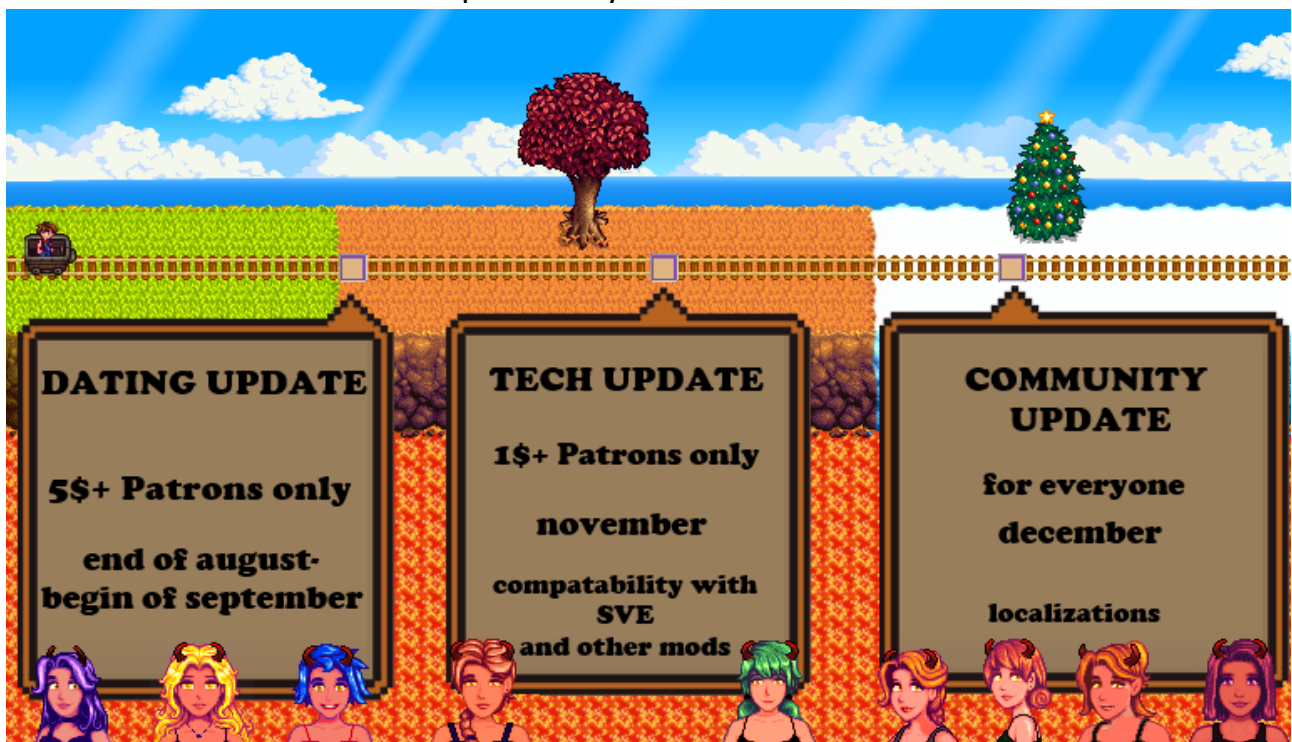 DATING UPDATE
5$+ Patrons only
end of august-
begin of september
TECH UPDATE
1$+ Patrons only
november
compatability with
SVE
and other mods
COMMUNITY
UPDATE
for everyone
december
localizations